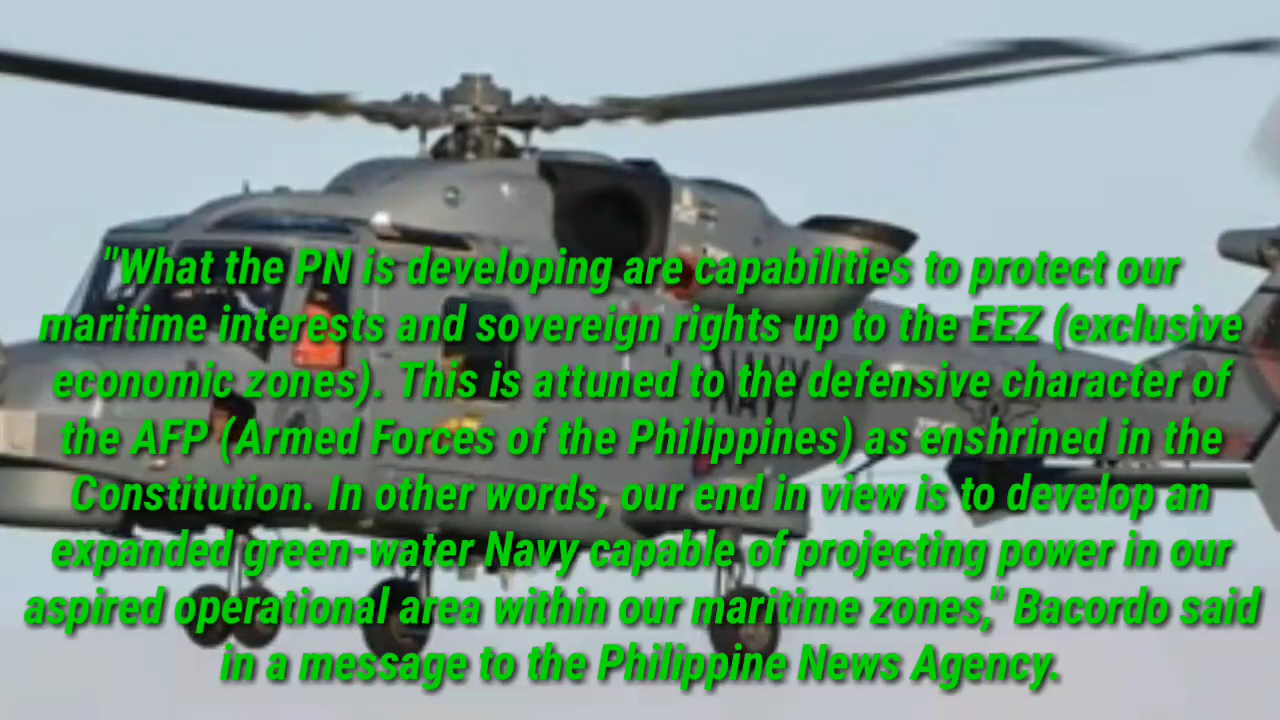 "What the PN is developing are capabilities to protect our
maritime interests and sovereign rights up to the EEZ (exclusive
economic zones). This is attuned to the defensive character of
the AFP (Armed Forces of the Philippines) as enshrined in the
Constitution. In other words, our end in view is to develop an
expanded green-water Navy capable of projecting power in our
aspired operational area within our maritime zones," Bacordo said
in a message to the Philippine News Agency.
NAVY